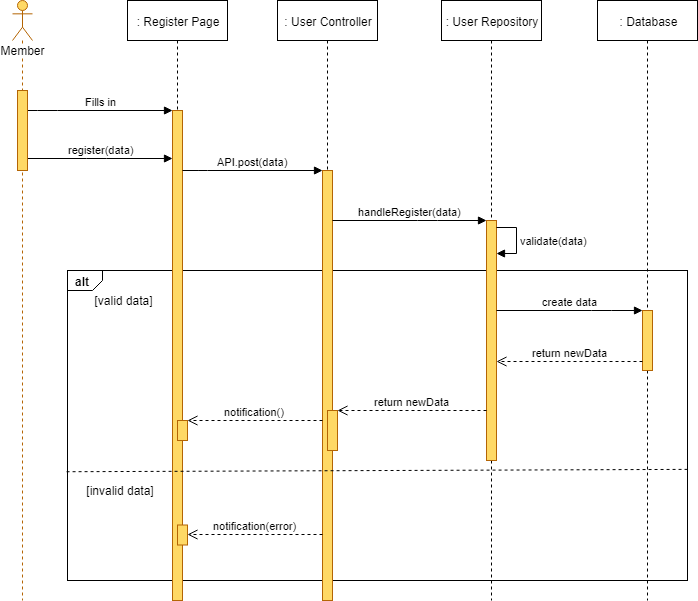 : Register Page
: User Controller
: User Repository
: Database
Member
Fills in
register(data)
API.post(data)
handleRegister(data)
validate(data)
alt
[valid data]
create data
return newData
return newData
notification()
[invalid data]
notification(error)